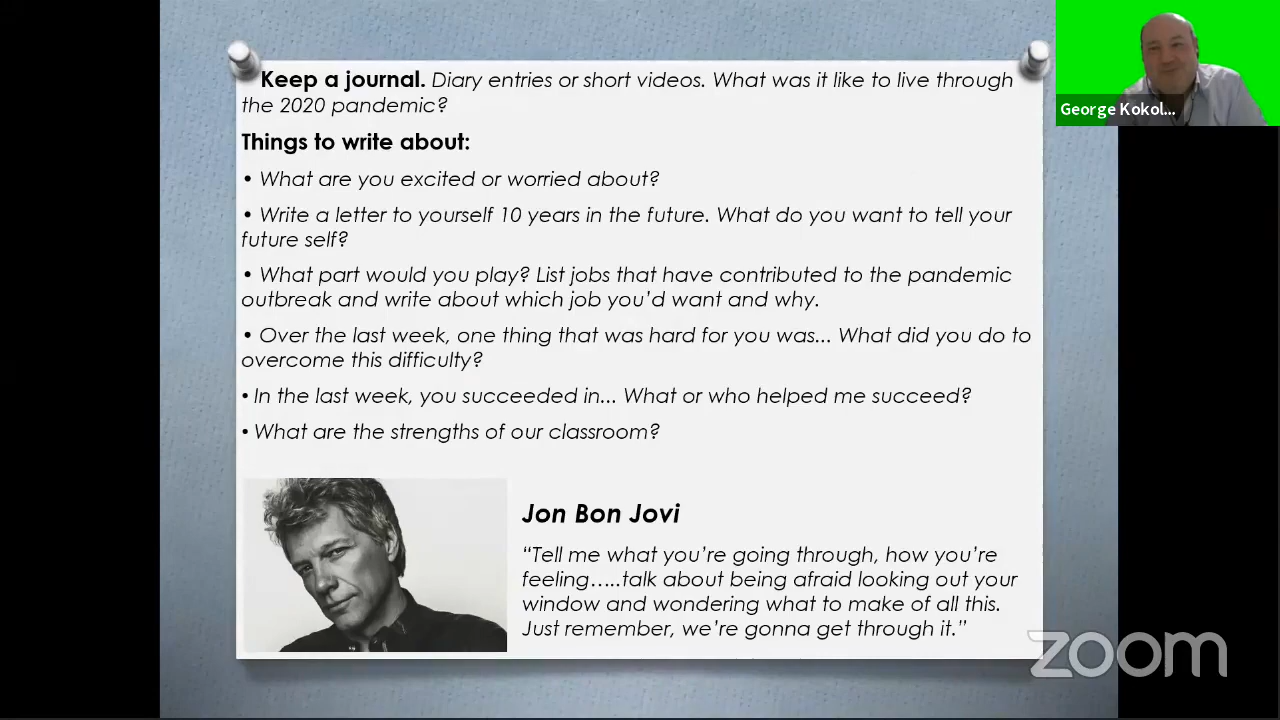 Keep a journal. Diary entries or short videos. What was it like to live through
the 2020 pandemic?
Things to write about:
• What are you excited or worried about?
• Write a letter to yourself 10 years in the future. What do you want to tell your
future self?
• What part would you play? List jobs that have contributed to the pandemic
outbreak and write about which job you’d want and why.
• Over the last week, one thing that was hard for you was... What did you do to
overcome this difficulty?
• In the last week, you succeeded in... What or who helped me succeed?
• What are the strengths of our classroom?
Jon Bon Jovi
“Tell me what you’re going through, how you’re
feeling…..talk about being afraid looking out your
window and wondering what to make of all this.
Just remember, we’re gonna get through it.”
George Kokol...
zoom